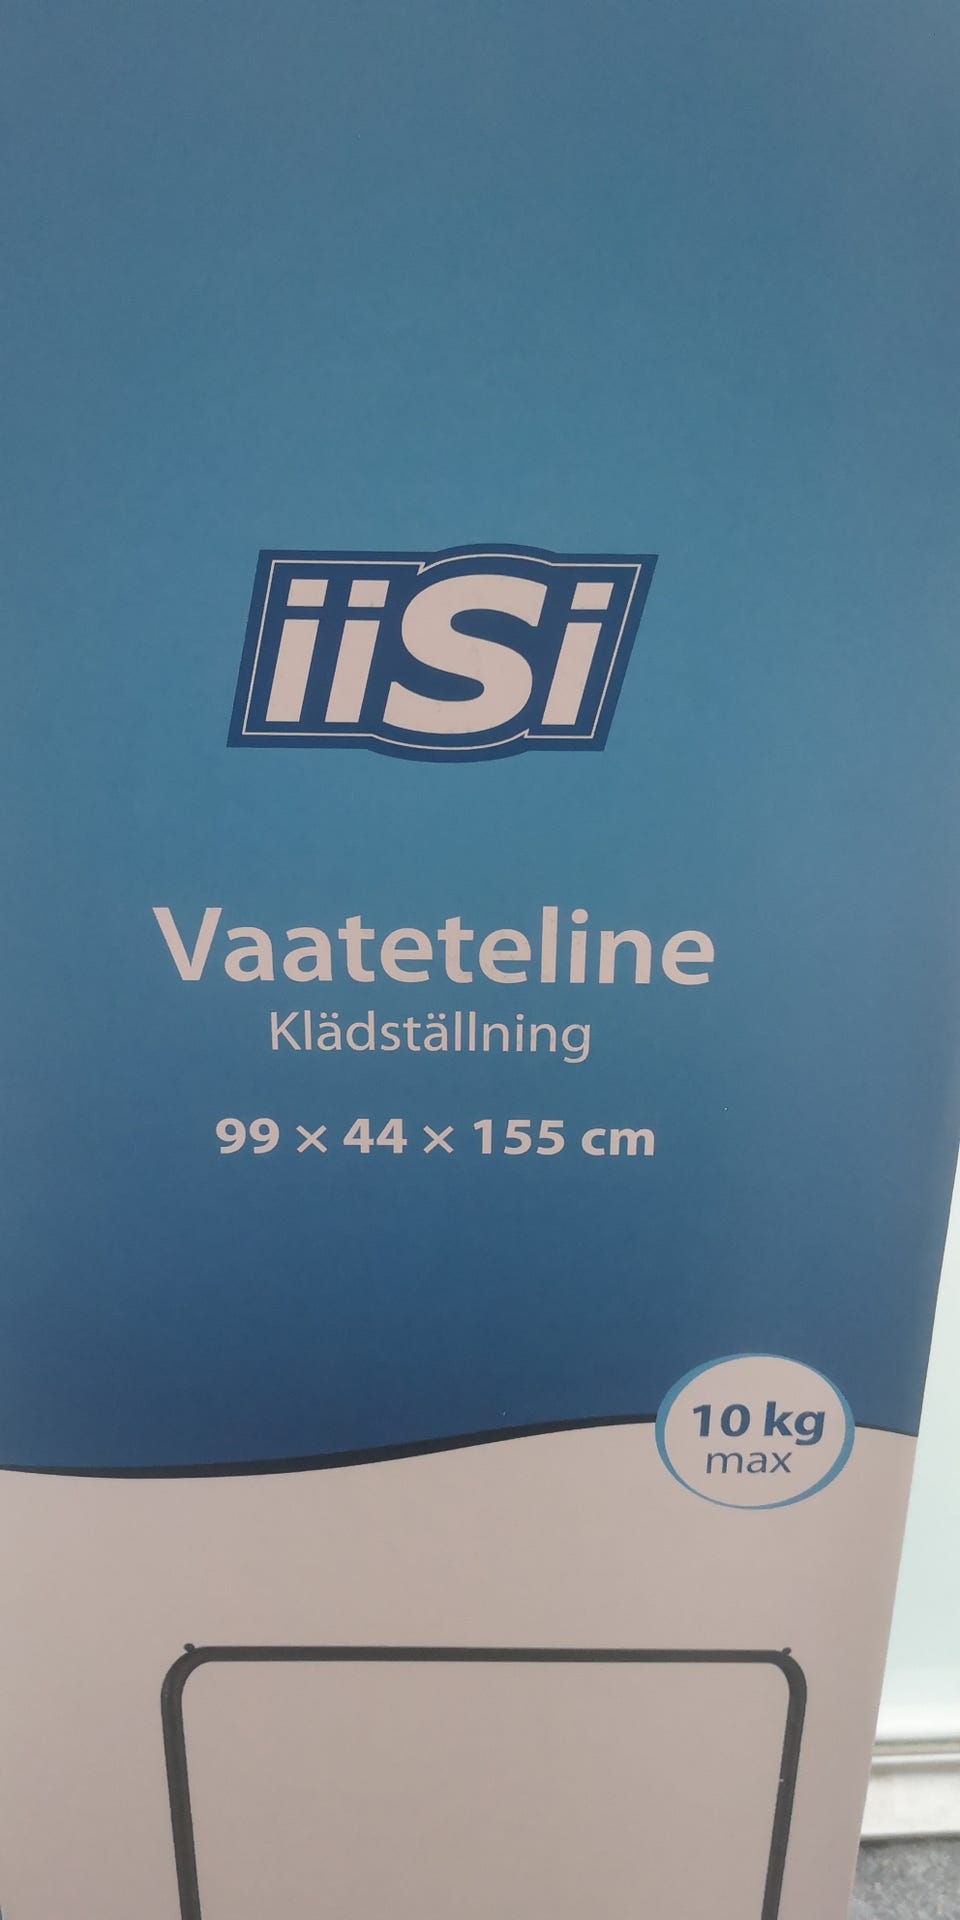 iiSi
Vaateteline
Klädställning
99 × 44 × 155 cm
10 kg
max